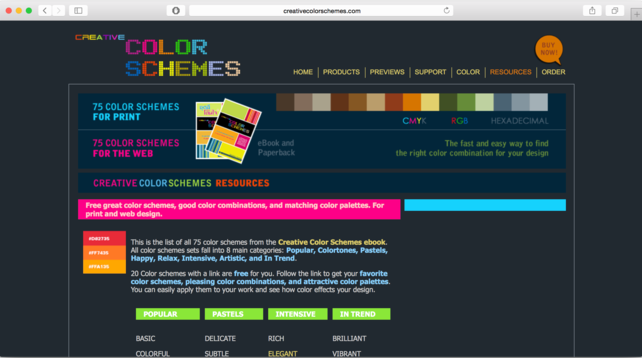 creativecolorschemes.com
CREATIVE
COLOR
SCHEMES
BUY
NOW!
HOME
PRODUCTS
PREVIEWS
SUPPORT
COLOR
RESOURCES
ORDER
75 COLOR SCHEMES
FOR PRINT
CMYK
RGB
HEXADECIMAL
75 COLOR SCHEMES
FOR THE WEB
eBook and
Paperback
The fast and easy way to find
the right color combination for your design
CREATIVE COLORSCHEMES RESOURCES
Free great color schemes, good color combinations, and matching color palettes. For
print and web design.
This is the list of all 75 color schemes from the Creative Color Schemes ebook.
All color schemes sets fall into 8 main categories: Popular, Colortones, Pastels,
Happy, Relax, Intensive, Artistic, and In Trend.
20 Color schemes with a link are free for you. Follow the link to get your favorite
color schemes, pleasing color combinations, and attractive color palettes.
You can easily apply them to your work and see how color effects your design.
POPULAR
PASTELS
INTENSIVE
IN TREND
BASIC
DELICATE
RICH
BRILLIANT
COLORFUL
SUBTLE
ELEGANT
VIBRANT